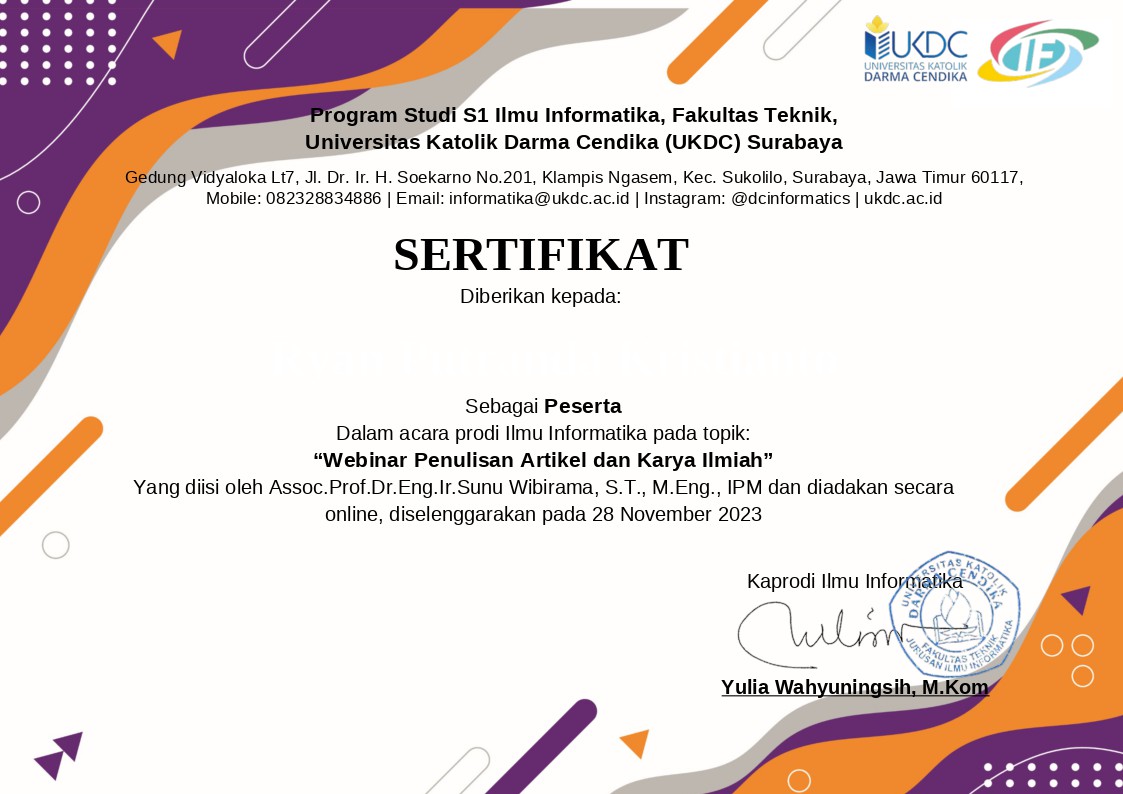 UKDC
UNIVERSITAS KATOLIK
DARMA CENDIKA
IF
Program Studi S1 Ilmu Informatika, Fakultas Teknik,
Universitas Katolik Darma Cendika (UKDC) Surabaya
Gedung Vidyaloka Lt7, Jl. Dr. Ir. H. Soekarno No.201, Klampis Ngasem, Kec. Sukolilo, Surabaya, Jawa Timur 60117,
Mobile: 082328834886 | Email: informatika@ukdc.ac.id | Instagram: @dcinformatics | ukdc.ac.id
SERTIFIKAT
Diberikan kepada:
Sebagai Peserta
Dalam acara prodi Ilmu Informatika pada topik:
“Webinar Penulisan Artikel dan Karya Ilmiah”
Yang diisi oleh Assoc.Prof.Dr.Eng.Ir.Sunu Wibirama, S.T., M.Eng., IPM dan diadakan secara
online, diselenggarakan pada 28 November 2023
Kaprodi Ilmu Informatika
UNIVERSITAS KATOLIK
DARMA CENDIKA
FAKULTAS TEKNIK
JURUSAN ILMU INFORMATIKA
Yulia Wahyuningsih, M.Kom